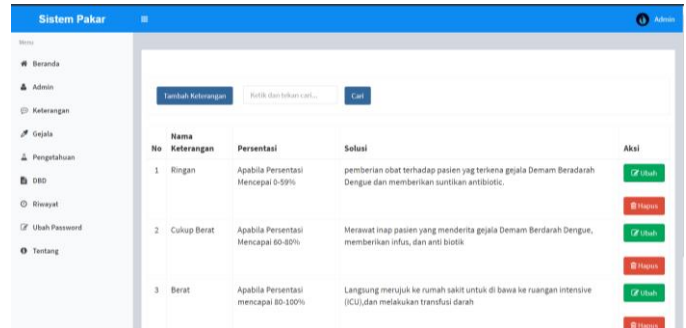 Sistem Pakar
Admin
Menu
Beranda
Admin
Keterangan
Gejala
Pengetahuan
DBD
Riwayat
Ubah Password
Tentang
Tambah Keterangan
Ketik dan tekan cari....
Cari
No Nama Keterangan Persentasi Solusi Aksi
1 Ringan Apabila Persentasi pemberian obat terhadap pasien yag terkena gejala Demam Beradarah Ubah
Mencepai 0-59% Dengue dan memberikan suntikan antibiotic.
Hapus
2 Cukup Berat Apabila Persentasi Merawat inap pasien yang menderita gejala Demam Berdarah Dengue, Ubah
Mencapai 60-80% memberikan infus, dan anti biotik
Hapus
3 Berat Apabila Persentasi Langsung merujuk ke rumah sakit untuk di bawa ke ruangan intensive Ubah
mencapai 80-100% (ICU),dan melakukan transfusi darah
Hapus